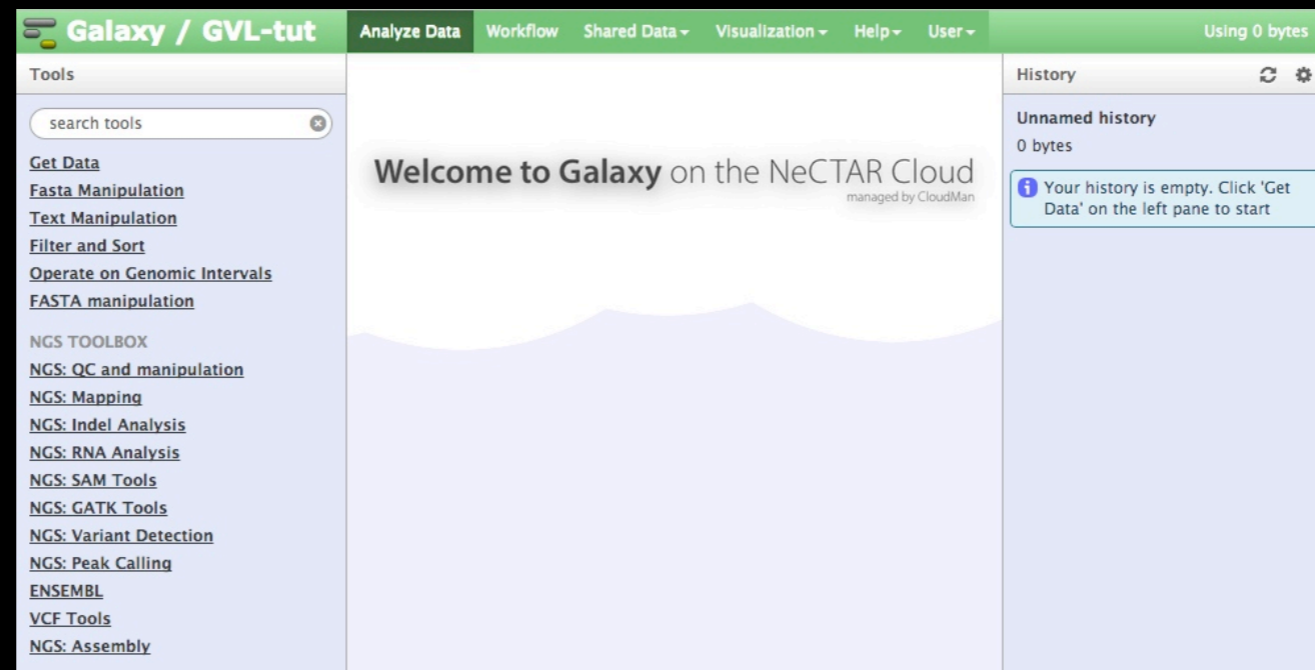 Galaxy / GVL-tut
Analyze Data Workflow Shared Data Visualization Help User
Using 0 bytes
Tools
search tools
Get Data
Fasta Manipulation
Text Manipulation
Filter and Sort
Operate on Genomic Intervals
FASTA manipulation
NGS TOOLBOX
NGS: QC and manipulation
NGS: Mapping
NGS: Indel Analysis
NGS: RNA Analysis
NGS: SAM Tools
NGS: GATK Tools
NGS: Variant Detection
NGS: Peak Calling
ENSEMBL
VCF Tools
NGS: Assembly
Welcome to Galaxy on the NeCTAR Cloud
managed by CloudMan
History
Unnamed history
0 bytes
Your history is empty. Click 'Get
Data' on the left pane to start